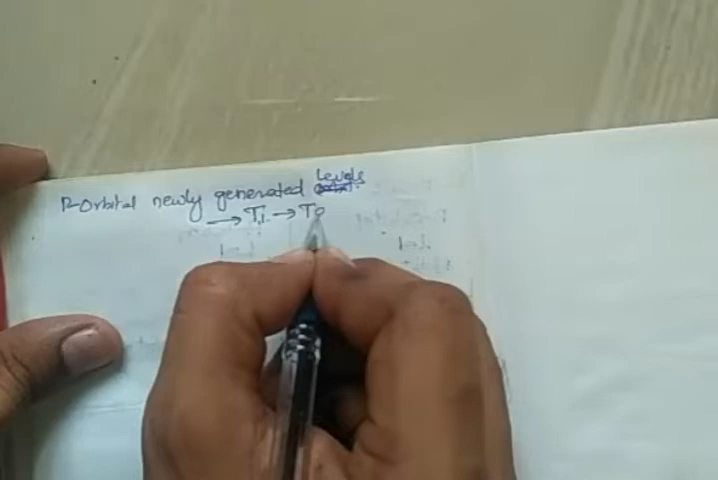 P-Orbital newly generated Levels
→ T1. → T0